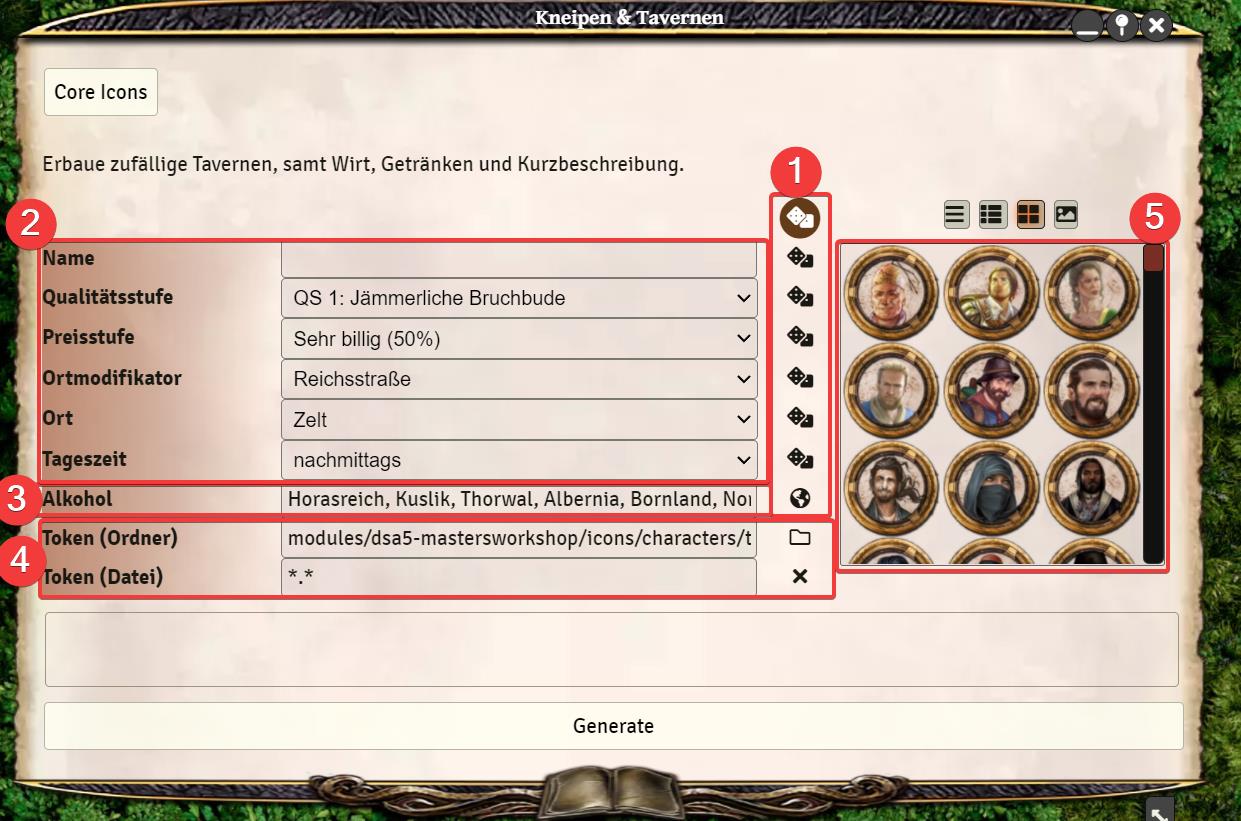 Kneipen & Tavernen
Core Icons
Erbaue zufällige Tavernen, samt Wirt, Getränken und Kurzbeschreibung.
1
2
5
Name
Qualitätsstufe QS 1: Jämmerliche Bruchbude
Preisstufe Sehr billig (50%)
Ortmodifikator Reichsstraße
Ort Zelt
Tageszeit nachmittags
3 Alkohol Horasreich, Kuslik, Thorwal, Albernia, Bornland, Nor
Token (Ordner) modules/dsa5-mastersworkshop/icons/characters/t
4
Token (Datei) *.*
Generate